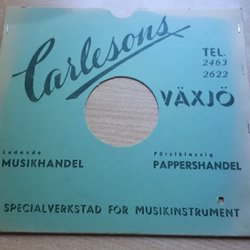 Carlesons
TEL.
2463
2622
VÄXJÖ
Ledande
MUSIKHANDEL
Förstklassig
PAPPERSHANDEL
SPECIALVERKSTAD FÖR MUSIKINSTRUMENT